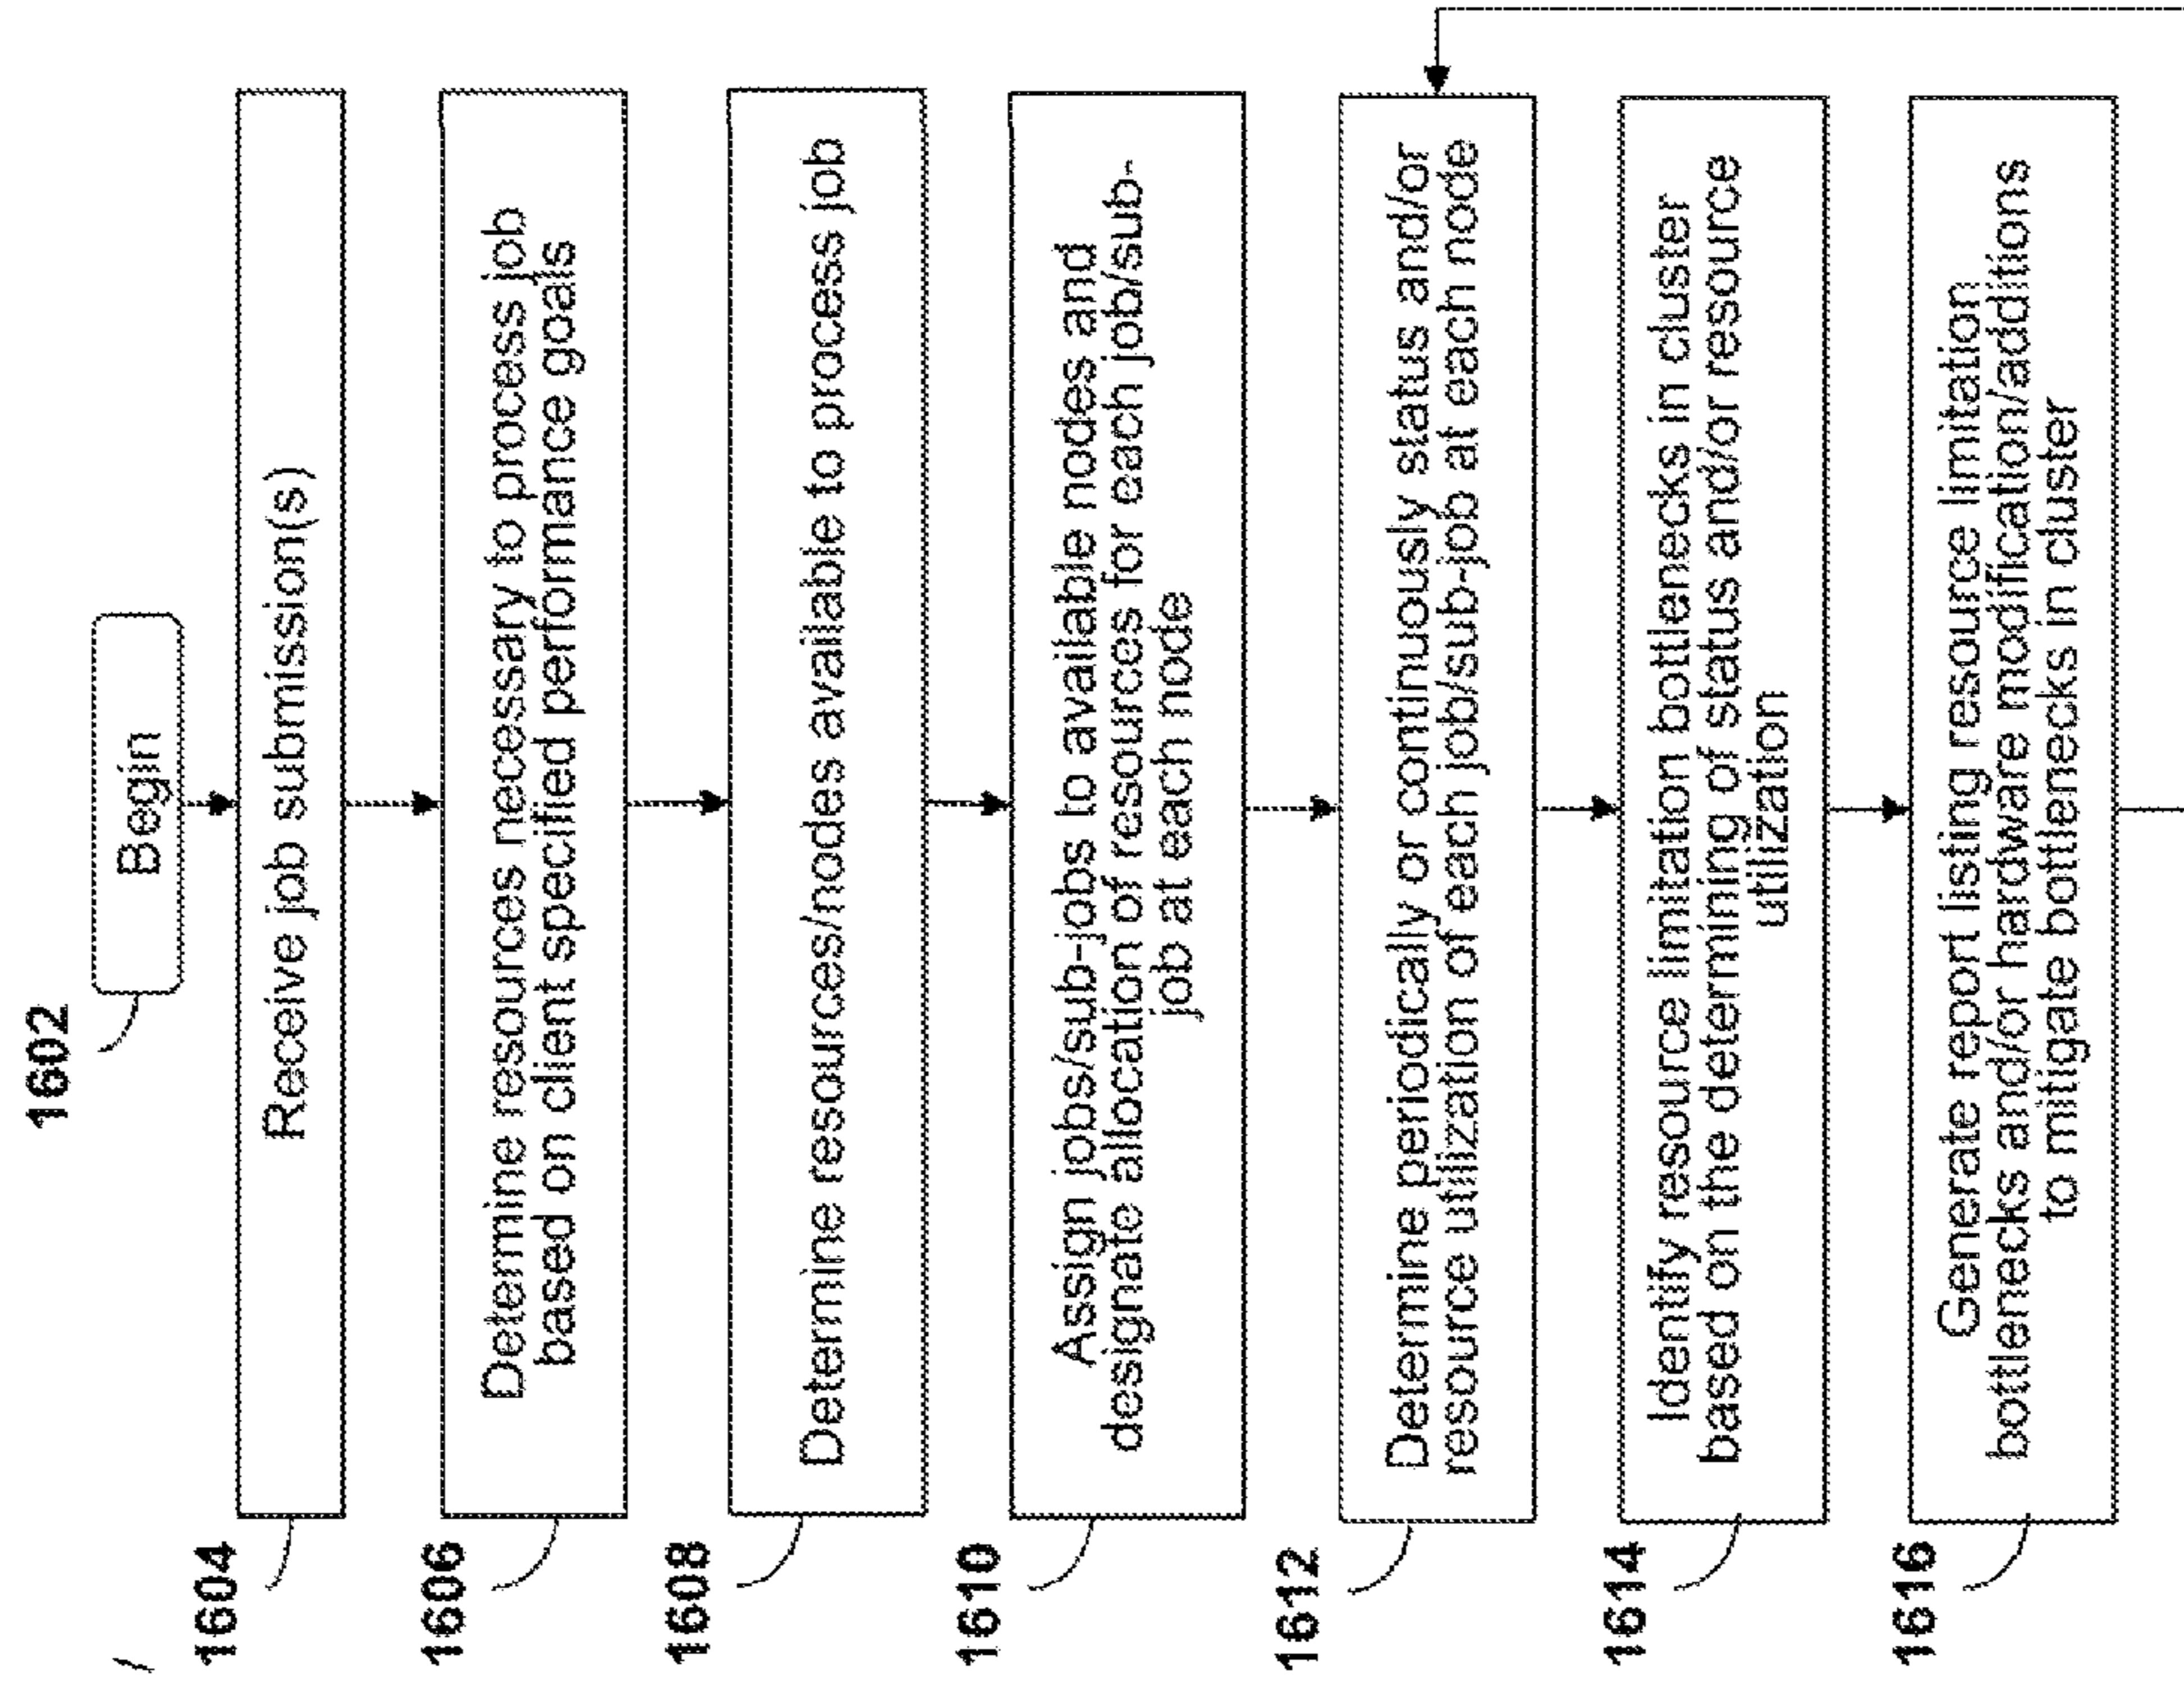 1602
Begin
1604
Receive job submission(s)
1606
Determine resources necessary to process job
based on client specified performance goals
1608
Determine resources/nodes available to process job
1610
Assign jobs/sub-jobs to available nodes and
designate allocation of resources for each job/sub-
job at each node
1612
Determine periodically or continuously status and/or
resource utilization of each job/sub-job at each node
1614
Identify resource limitation bottlenecks in cluster
based on the determining of status and/or resource
utilization
1616
Generate report listing resource limitation
bottlenecks and/or hardware modification/additions
to mitigate bottlenecks in cluster